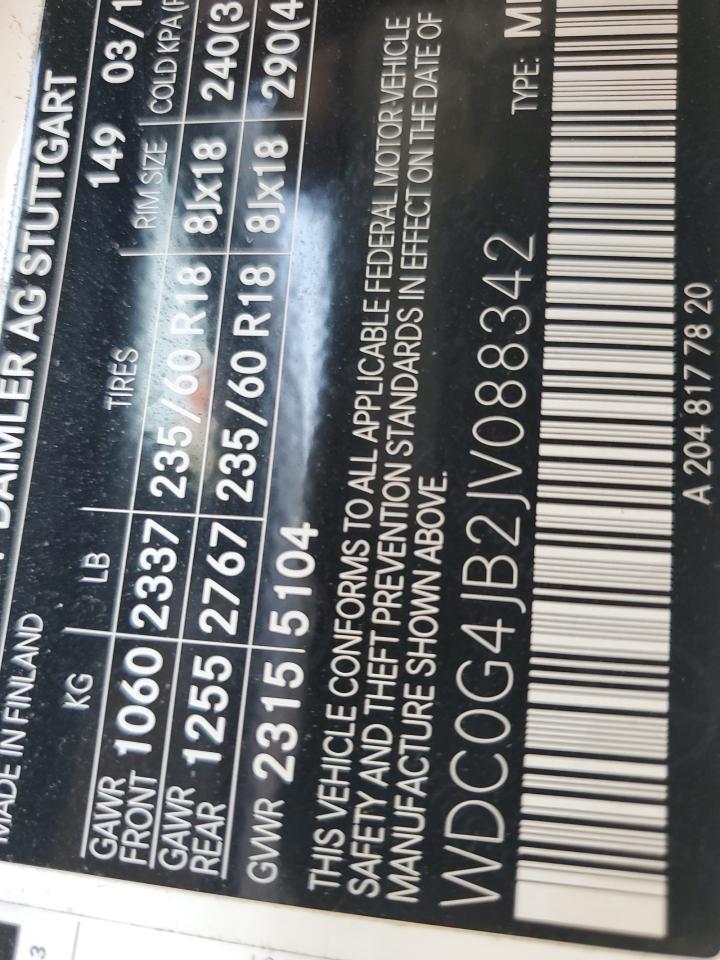 DAIMLER AG STUTTGART
MADE IN FINLAND 149 03/1
KG LB TIRES RIM SIZE COLD KPA
GAWR FRONT 1060 2337 235/60 R18 8Jx18 240(3
GAWR REAR 1255 2767 235/60 R18 8Jx18 290(4
GVWR 2315 5104
THIS VEHICLE CONFORMS TO ALL APPLICABLE FEDERAL MOTOR VEHICLE
SAFETY AND THEFT PREVENTION STANDARDS IN EFFECT ON THE DATE OF
MANUFACTURE SHOWN ABOVE.
WDC0G4JB2JV088342 TYPE:
A 204 817 78 20
3